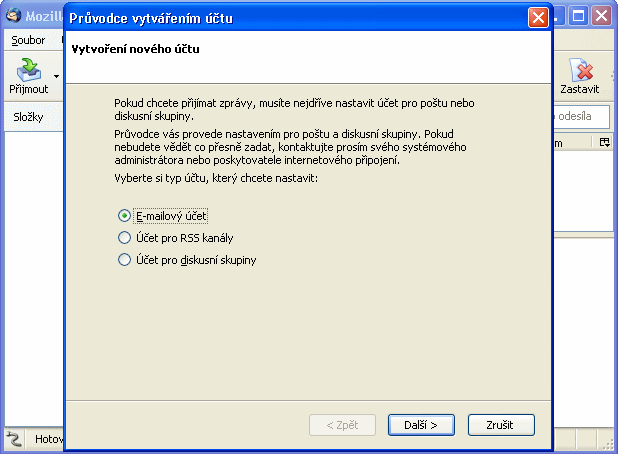 Mozill
Průvodce vytvářením účtu
Soubor
Vytvoření nového účtu
Přijmout
Zastavit
Složky
o odesíla
m
Pokud chcete přijímat zprávy, musíte nejdříve nastavit účet pro poštu nebo
diskusní skupiny.
Průvodce vás provede nastavením pro poštu a diskusní skupiny. Pokud
nebudete vědět co přesně zadat, kontaktujte prosím svého systémového
administrátora nebo poskytovatele internetového připojení.
Vyberte si typ účtu, který chcete nastavit:
E-mailový účet
Účet pro RSS kanály
Účet pro diskusní skupiny
< Zpět
Další >
Zrušit
Hotov